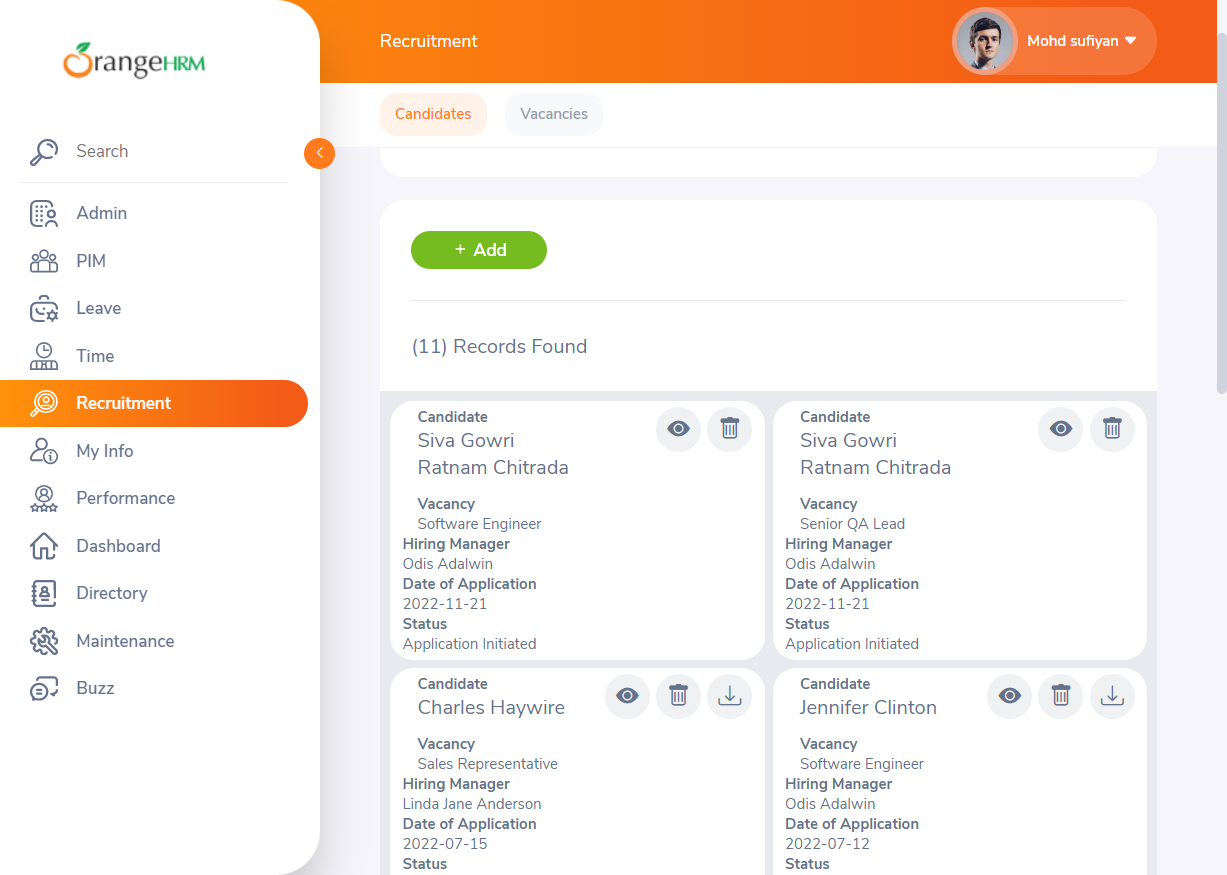 OrangeHRM
Search
Admin
PIM
Leave
Time
Recruitment
My Info
Performance
Dashboard
Directory
Maintenance
Buzz
Recruitment
Mohd sufiyan
Candidates
Vacancies
+ Add
(11) Records Found
Candidate
Siva Gowri
Ratnam Chitrada
Vacancy
Software Engineer
Hiring Manager
Odis Adalwin
Date of Application
2022-11-21
Status
Application Initiated
Candidate
Siva Gowri
Ratnam Chitrada
Vacancy
Senior QA Lead
Hiring Manager
Odis Adalwin
Date of Application
2022-11-21
Status
Application Initiated
Candidate
Charles Haywire
Vacancy
Sales Representative
Hiring Manager
Linda Jane Anderson
Date of Application
2022-07-15
Status
Candidate
Jennifer Clinton
Vacancy
Software Engineer
Hiring Manager
Odis Adalwin
Date of Application
2022-07-12
Status